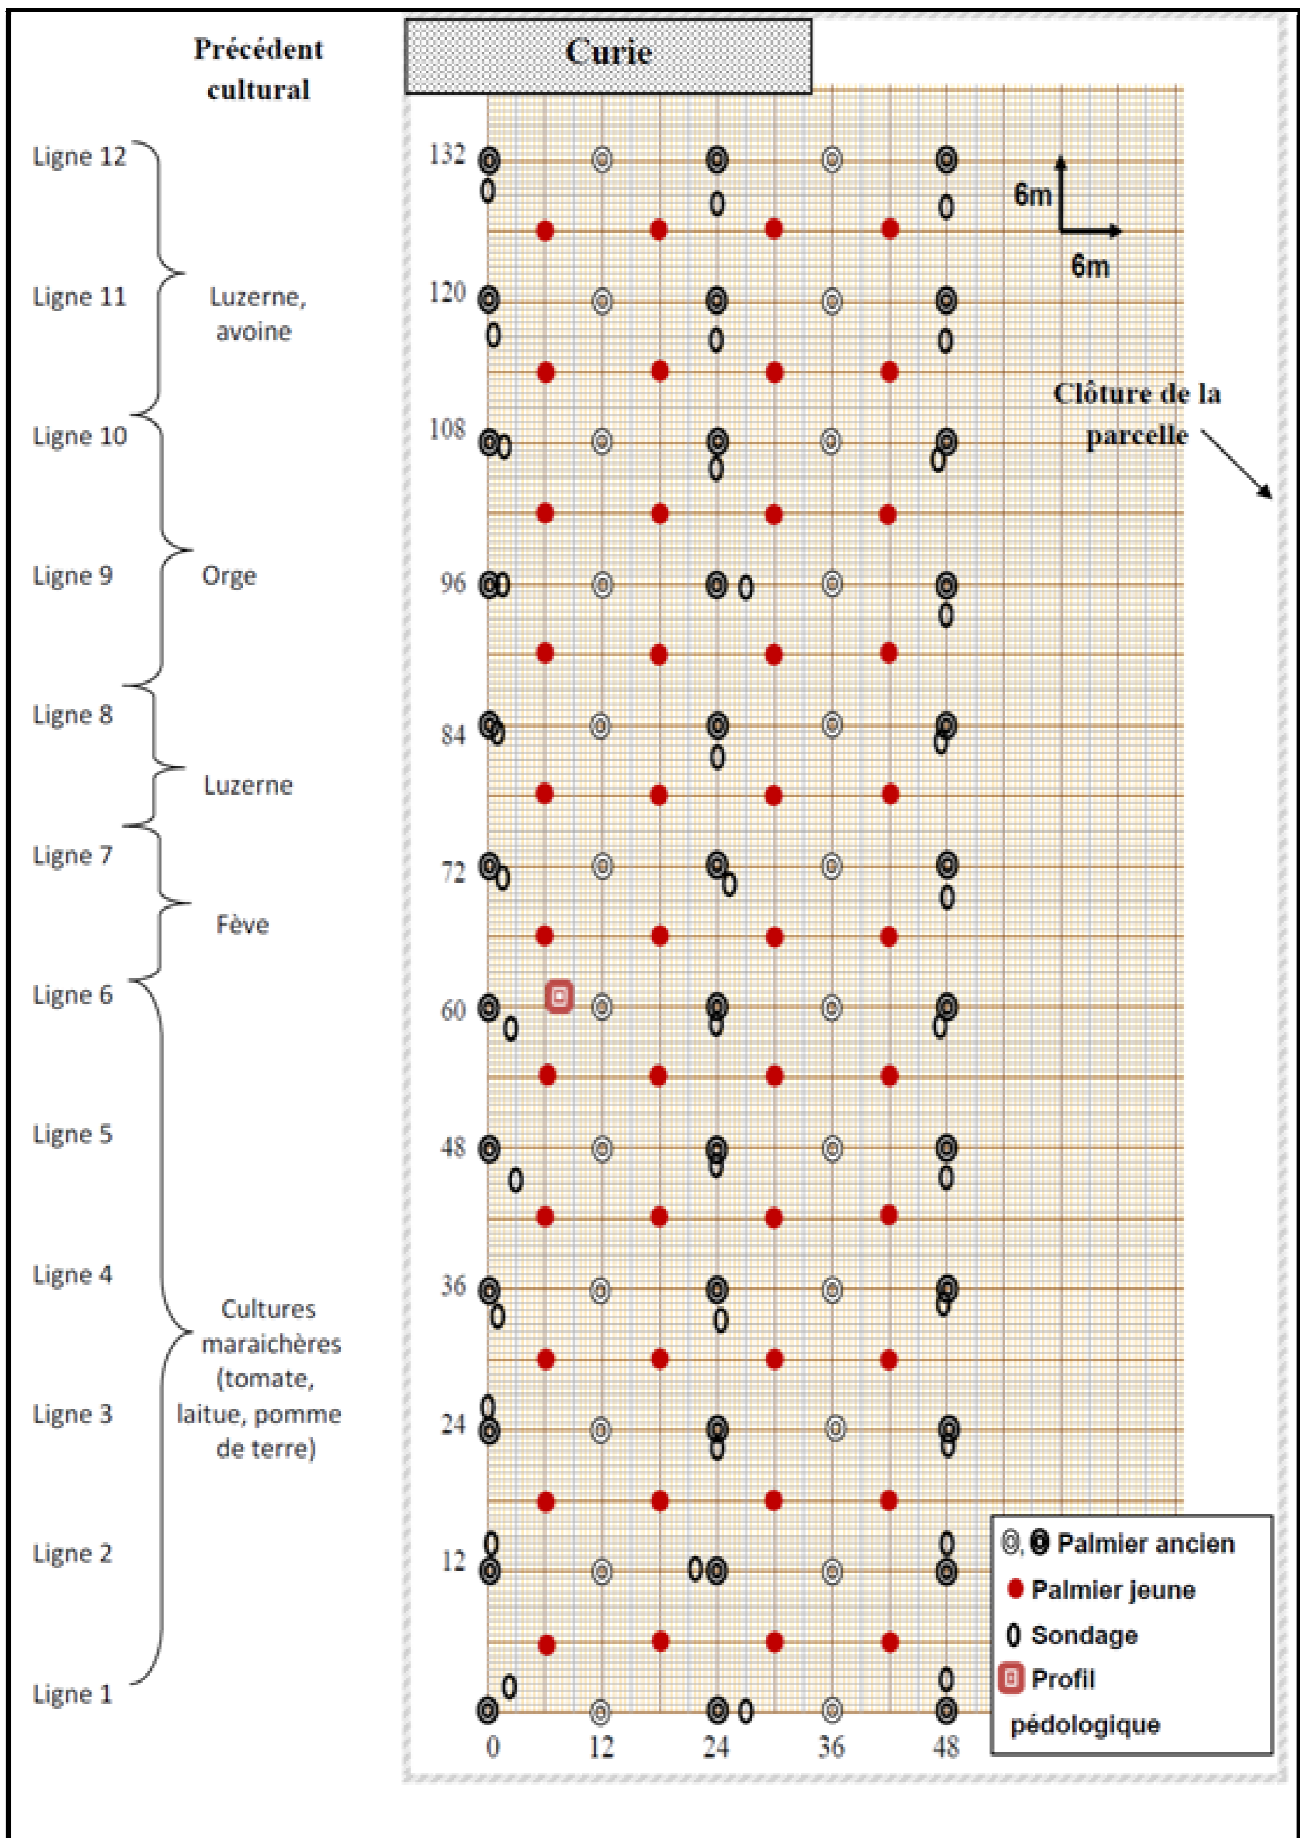 Précédent
cultural
Curie
Ligne 12
132
6m
6m
Ligne 11
120
Luzerne,
avoine
Clôture de la
parcelle
Ligne 10
108
Ligne 9
Orge
96
Ligne 8
84
Luzerne
Ligne 7
72
Fève
Ligne 6
60
Ligne 5
48
Ligne 4
36
Cultures
maraichères
(tomate,
laitue, pomme
de terre)
Ligne 3
24
Ligne 2
12
Ligne 1
, Palmier ancien
Palmier jeune
Sondage
Profil
pédologique
0 12 24 36 48